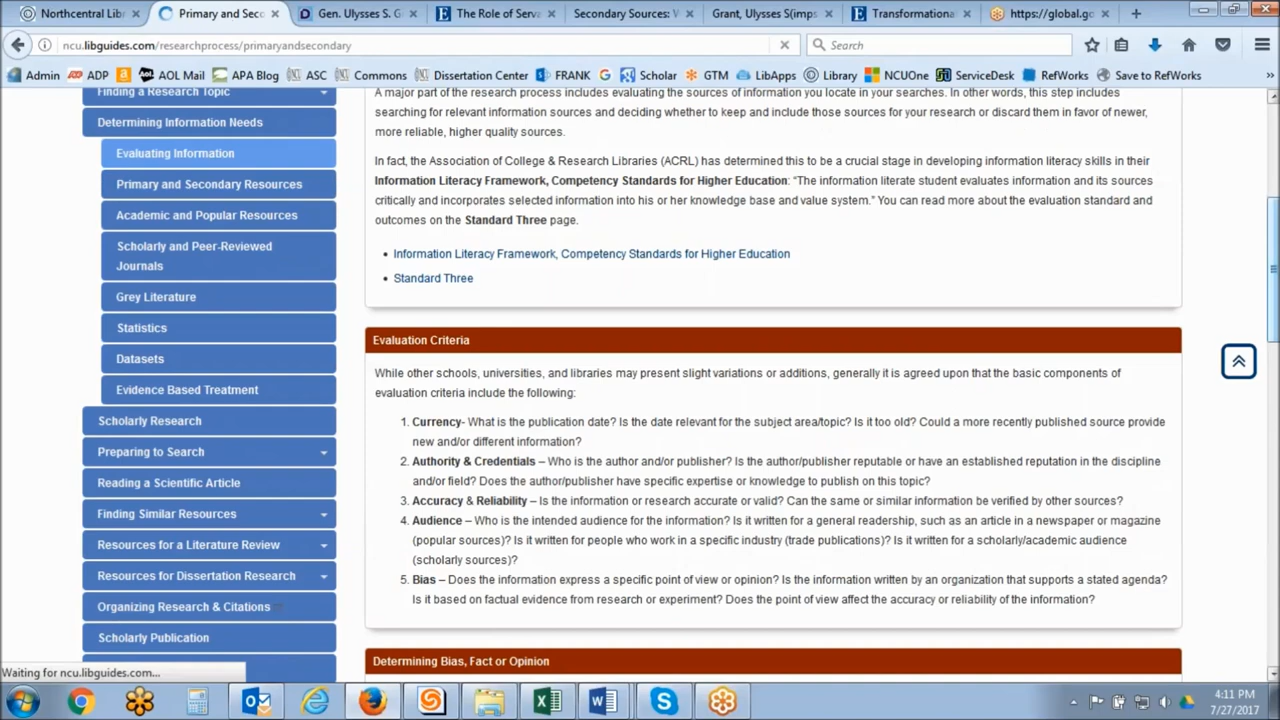 Northcentral Libr
Primary and Seco
Gen. Ulysses S. G
The Role of Serva
Secondary Sources: W
Grant, Ulysses S(imps
Transformationa
https://global.go
ncu.libguides.com/researchprocess/primaryandsecondary
Search
Admin ADP AOL Mail APA Blog ASC Commons Dissertation Center FRANK Scholar GTM LibApps Library NCUOne ServiceDesk RefWorks Save to RefWorks
Finding a Research Topic
Determining Information Needs
Evaluating Information
Primary and Secondary Resources
Academic and Popular Resources
Scholarly and Peer-Reviewed
Journals
Grey Literature
Statistics
Datasets
Evidence Based Treatment
Scholarly Research
Preparing to Search
Reading a Scientific Article
Finding Similar Resources
Resources for a Literature Review
Resources for Dissertation Research
Organizing Research & Citations
Scholarly Publication
A major part of the research process includes evaluating the sources of information you locate in your searches. In other words, this step includes
searching for relevant information sources and deciding whether to keep and include those sources for your research or discard them in favor of newer,
more reliable, higher quality sources.
In fact, the Association of College & Research Libraries (ACRL) has determined this to be a crucial stage in developing information literacy skills in their
Information Literacy Framework, Competency Standards for Higher Education: “The information literate student evaluates information and its sources
critically and incorporates selected information into his or her knowledge base and value system.” You can read more about the evaluation standard and
outcomes on the Standard Three page.
• Information Literacy Framework, Competency Standards for Higher Education
• Standard Three
Evaluation Criteria
While other schools, universities, and libraries may present slight variations or additions, generally it is agreed upon that the basic components of
evaluation criteria include the following:
1. Currency- What is the publication date? Is the date relevant for the subject area/topic? Is it too old? Could a more recently published source provide
new and/or different information?
2. Authority & Credentials – Who is the author and/or publisher? Is the author/publisher reputable or have an established reputation in the discipline
and/or field? Does the author/publisher have specific expertise or knowledge to publish on this topic?
3. Accuracy & Reliability – Is the information or research accurate or valid? Can the same or similar information be verified by other sources?
4. Audience – Who is the intended audience for the information? Is it written for a general readership, such as an article in a newspaper or magazine
(popular sources)? Is it written for people who work in a specific industry (trade publications)? Is it written for a scholarly/academic audience
(scholarly sources)?
5. Bias – Does the information express a specific point of view or opinion? Is the information written by an organization that supports a stated agenda?
Is it based on factual evidence from research or experiment? Does the point of view affect the accuracy or reliability of the information?
Determining Bias, Fact or Opinion
Waiting for ncu.libguides.com...
4:11 PM
7/27/2017